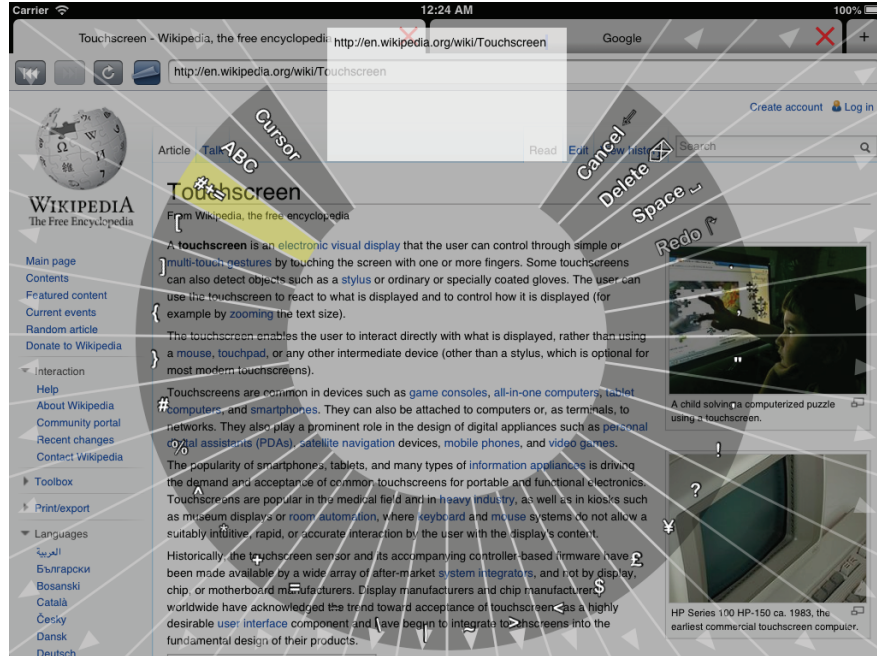 Carrier 12:24 AM 100%
Touchscreen - Wikipedia, the free encyclopedia
http://en.wikipedia.org/wiki/Touchscreen
Google
+
http://en.wikipedia.org/wiki/Touchscreen
Create account Log in
Article Talk Read Edit View history Search
Cursor
ABC
#+=
Cancel
Delete
Space
Redo
WIKIPEDIA
The Free Encyclopedia
Main page
Contents
Featured content
Current events
Random article
Donate to Wikipedia
Interaction
Help
About Wikipedia
Community portal
Recent changes
Contact Wikipedia
Toolbox
Print/export
Languages
العربية
Български
Bosanski
Català
Česky
Dansk
Deutsch
Touchscreen
From Wikipedia, the free encyclopedia
A touchscreen is an electronic visual display that the user can control through simple or
multi-touch gestures by touching the screen with one or more fingers. Some touchscreens
can also detect objects such as a stylus or ordinary or specially coated gloves. The user can
use the touchscreen to react to what is displayed and to control how it is displayed (for
example by zooming the text size).
The touchscreen enables the user to interact directly with what is displayed, rather than using
a mouse, touchpad, or any other intermediate device (other than a stylus, which is optional for
most modern touchscreens).
Touchscreens are common in devices such as game consoles, all-in-one computers, tablet
computers, and smartphones. They can also be attached to computers or, as terminals, to
networks. They also play a prominent role in the design of digital appliances such as personal
digital assistants (PDAs), satellite navigation devices, mobile phones, and video games.
The popularity of smartphones, tablets, and many types of information appliances is driving
the demand and acceptance of common touchscreens for portable and functional electronics.
Touchscreens are popular in the medical field and in heavy industry, as well as in kiosks such
as museum displays or room automation, where keyboard and mouse systems do not allow a
suitably intuitive, rapid, or accurate interaction by the user with the display's content.
Historically, the touchscreen sensor and its accompanying controller-based firmware have
been made available by a wide array of after-market system integrators, and not by display,
chip, or motherboard manufacturers. Display manufacturers and chip manufacturers
worldwide have acknowledged the trend toward acceptance of touchscreens as a highly
desirable user interface component and have begun to integrate touchscreens into the
fundamental design of their products.
[
]
{
}
#
%
^
*
+
=
\
|
~
>
<
$
£
¥
?
!
"
'
A child solving a computerized puzzle
using a touchscreen.
HP Series 100 HP-150 ca. 1983, the
earliest commercial touchscreen computer.